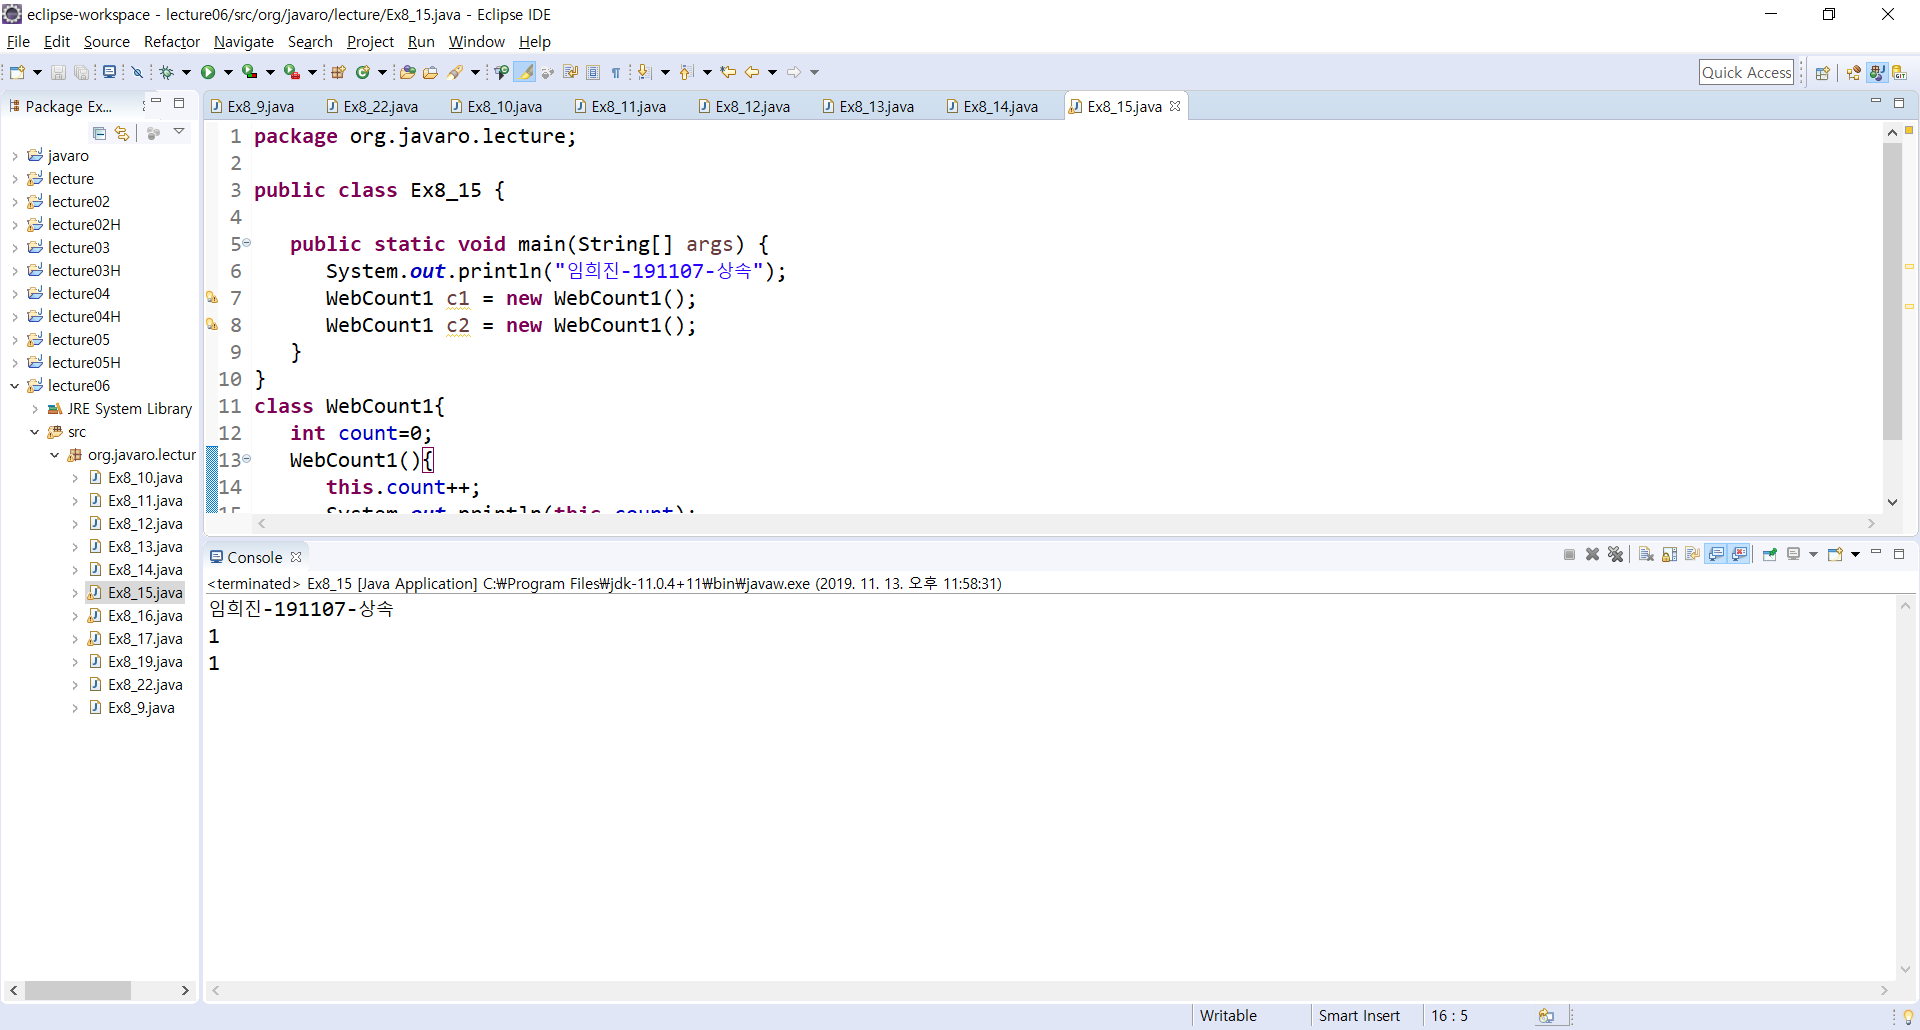 eclipse-workspace - lecture06/src/org/javaro/lecture/Ex8_15.java - Eclipse IDE
File Edit Source Refactor Navigate Search Project Run Window Help
Quick Access
Package Ex...
Ex8_9.java Ex8_22.java Ex8_10.java Ex8_11.java Ex8_12.java Ex8_13.java Ex8_14.java Ex8_15.java
javaro
lecture
lecture02
lecture02H
lecture03
lecture03H
lecture04
lecture04H
lecture05
lecture05H
lecture06
JRE System Library
src
org.javaro.lectur
Ex8_10.java
Ex8_11.java
Ex8_12.java
Ex8_13.java
Ex8_14.java
Ex8_15.java
Ex8_16.java
Ex8_17.java
Ex8_19.java
Ex8_22.java
Ex8_9.java
1 package org.javaro.lecture;
2
3 public class Ex8_15 {
4
5 public static void main(String[] args) {
6 System.out.println("임희진-191107-상속");
7 WebCount1 c1 = new WebCount1();
8 WebCount1 c2 = new WebCount1();
9 }
10 }
11 class WebCount1{
12 int count=0;
13 WebCount1(){
14 this.count++;
15 System.out.println(this.count);
Console
<terminated> Ex8_15 [Java Application] C:₩Program Files₩jdk-11.0.4+11₩bin₩javaw.exe (2019. 11. 13. 오후 11:58:31)
임희진-191107-상속
1
1
Writable Smart Insert 16 : 5